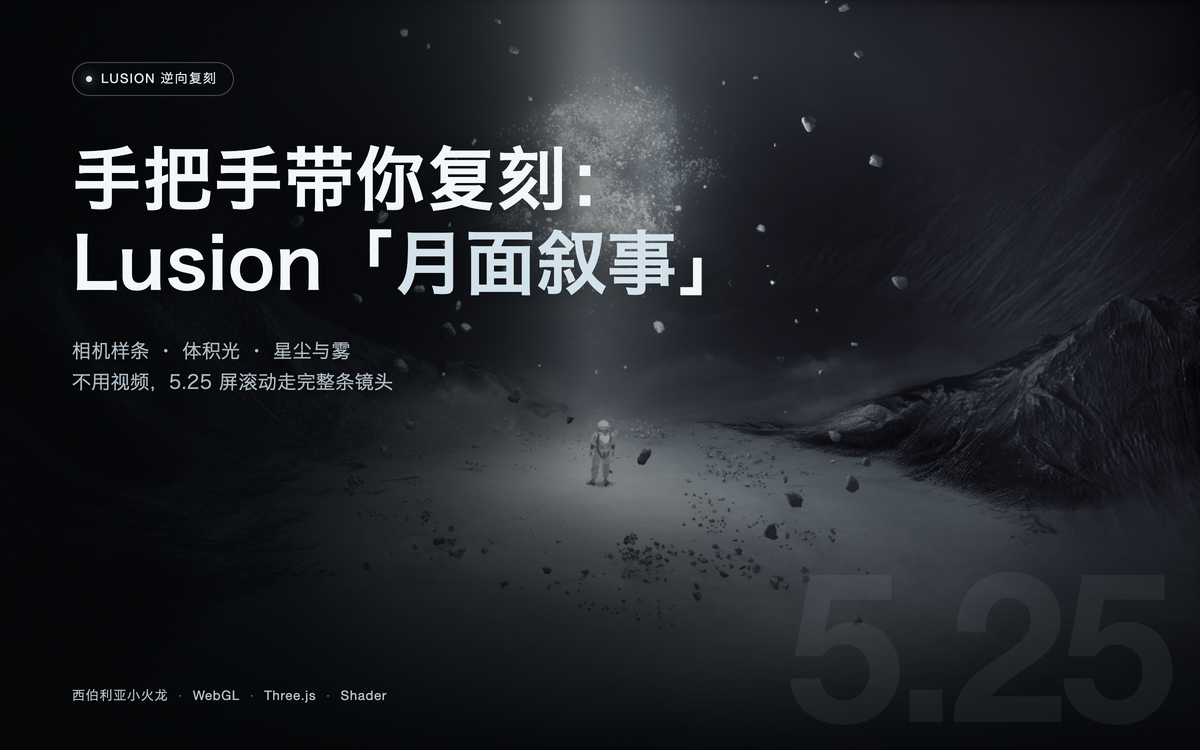 LUSION 逆向复刻
手把手带你复刻：
Lusion「月面叙事」
相机样条 · 体积光 · 星尘与雾
不用视频，5.25 屏滚动走完整条镜头
西伯利亚小火龙 · WebGL · Three.js · Shader
5.25